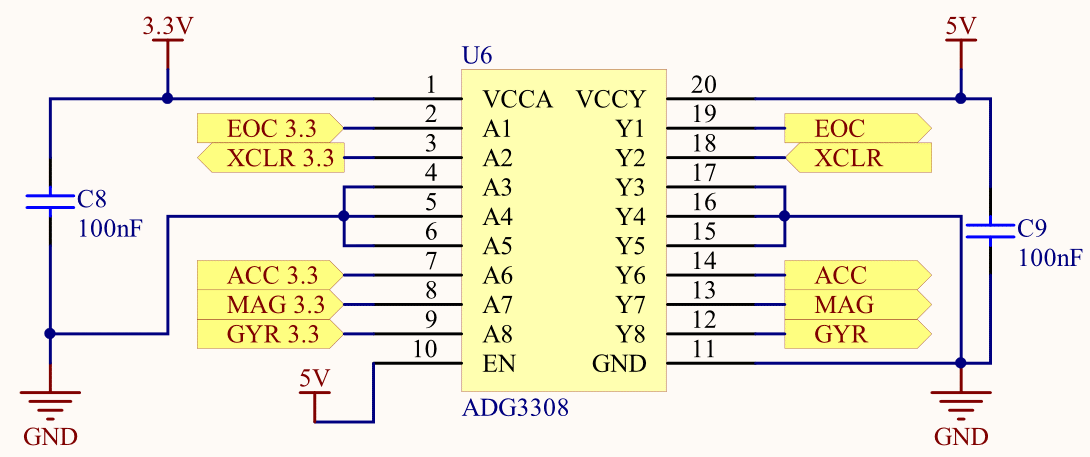 3.3V
5V
U6
1
VCCA
VCCY
20
EOC 3.3
2
A1
Y1
19
EOC
XCLR 3.3
3
A2
Y2
18
XCLR
4
A3
Y3
17
C8
100nF
5
A4
Y4
16
C9
100nF
6
A5
Y5
15
ACC 3.3
7
A6
Y6
14
ACC
MAG 3.3
8
A7
Y7
13
MAG
GYR 3.3
9
A8
Y8
12
GYR
10
EN
GND
11
5V
ADG3308
GND
GND